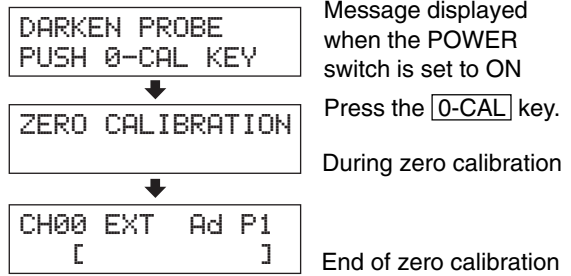 DARKEN PROBE
PUSH 0-CAL KEY
Message displayed
when the POWER
switch is set to ON
Press the 0-CAL key.
ZERO CALIBRATION
During zero calibration
CH00 EXT Ad P1
[ ]
End of zero calibration